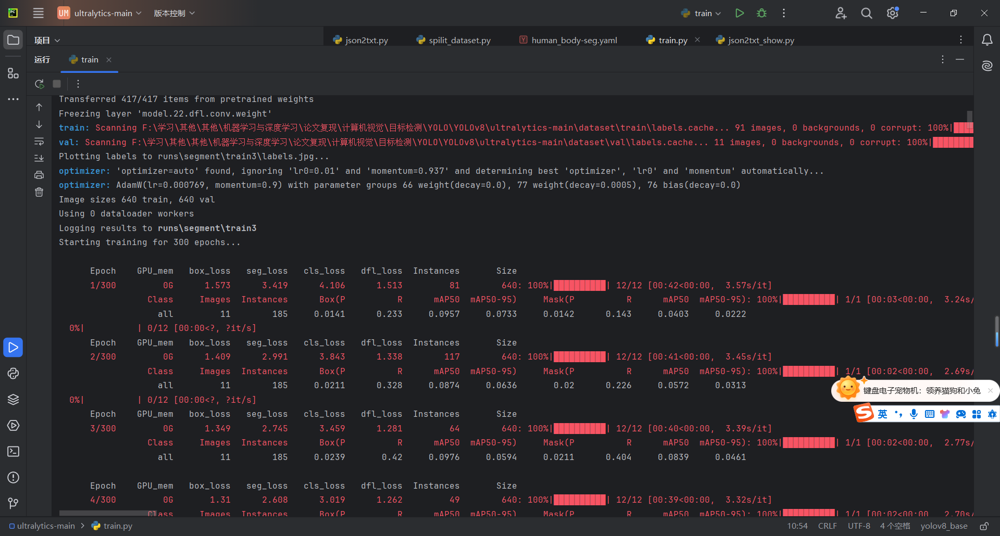 UM ultralytics-main 版本控制 train
项目 json2txt.py spilit_dataset.py human_body-seg.yaml train.py json2txt_show.py
运行 train
Transferred 417/417 items from pretrained weights
Freezing layer 'model.22.dfl.conv.weight'
train: Scanning F:\学习\其他\其他\机器学习与深度学习\论文复现\计算机视觉\目标检测\YOLO\YOLOv8\ultralytics-main\dataset\train\labels.cache... 91 images, 0 backgrounds, 0 corrupt: 100%|
val: Scanning F:\学习\其他\其他\机器学习与深度学习\论文复现\计算机视觉\目标检测\YOLO\YOLOv8\ultralytics-main\dataset\val\labels.cache... 11 images, 0 backgrounds, 0 corrupt: 100%|
Plotting labels to runs\segment\train3\labels.jpg...
optimizer: 'optimizer=auto' found, ignoring 'lr0=0.01' and 'momentum=0.937' and determining best 'optimizer', 'lr0' and 'momentum' automatically...
optimizer: AdamW(lr=0.000769, momentum=0.9) with parameter groups 66 weight(decay=0.0), 77 weight(decay=0.0005), 76 bias(decay=0.0)
Image sizes 640 train, 640 val
Using 0 dataloader workers
Logging results to runs\segment\train3
Starting training for 300 epochs...
Epoch GPU_mem box_loss seg_loss cls_loss dfl_loss Instances Size
1/300 0G 1.573 3.419 4.106 1.513 81 640: 100%|██████████| 12/12 [00:42<00:00, 3.57s/it]
Class Images Instances Box(P R mAP50 mAP50-95) Mask(P R mAP50 mAP50-95): 100%|██████████| 1/1 [00:03<00:00, 3.24s/
all 11 185 0.0141 0.233 0.0957 0.0733 0.0142 0.143 0.0403 0.0222
0%| | 0/12 [00:00<?, ?it/s]
Epoch GPU_mem box_loss seg_loss cls_loss dfl_loss Instances Size
2/300 0G 1.409 2.991 3.843 1.338 117 640: 100%|██████████| 12/12 [00:41<00:00, 3.45s/it]
Class Images Instances Box(P R mAP50 mAP50-95) Mask(P R mAP50 mAP50-95): 100%|██████████| 1/1 [00:02<00:00, 2.69s/
all 11 185 0.0211 0.328 0.0874 0.0636 0.02 0.226 0.0572 0.0313
键盘电子宠物机: 领养猫狗和小兔
0%| | 0/12 [00:00<?, ?it/s]
Epoch GPU_mem box_loss seg_loss cls_loss dfl_loss Instances Size
英
3/300 0G 1.349 2.745 3.459 1.281 64 640: 100%|██████████| 12/12 [00:40<00:00, 3.39s/it]
Class Images Instances Box(P R mAP50 mAP50-95) Mask(P R mAP50 mAP50-95): 100%|██████████| 1/1 [00:02<00:00, 2.77s/
all 11 185 0.0239 0.42 0.0976 0.0594 0.0211 0.404 0.0839 0.0461
Epoch GPU_mem box_loss seg_loss cls_loss dfl_loss Instances Size
4/300 0G 1.31 2.608 3.019 1.262 49 640: 100%|██████████| 12/12 [00:39<00:00, 3.32s/it]
Class Images Instances Box(P R mAP50 mAP50-95) Mask(P R mAP50 mAP50-95): 100%|██████████| 1/1 [00:02<00:00, 2.70s/
ultralytics-main > train.py 10:54 CRLF UTF-8 4 个空格 yolov8_base